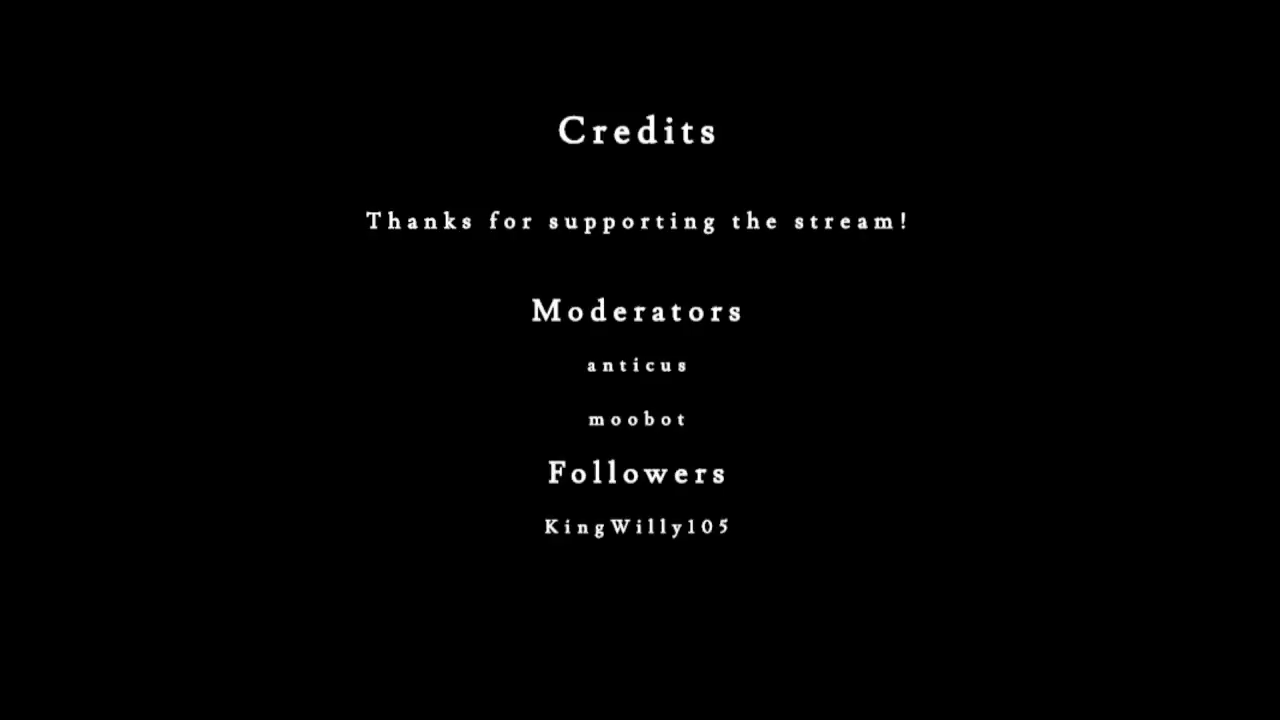 Credits
Thanks for supporting the stream!
Moderators
anticus
moobot
Followers
KingWilly105